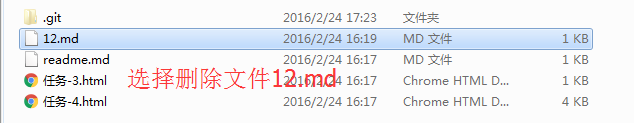 .git 2016/2/24 17:23 文件夹
12.md 2016/2/24 16:19 MD 文件 1 KB
readme.md 2016/2/24 16:17 MD 文件 1 KB
任务-3.html 2016/2/24 16:17 Chrome HTML D... 1 KB
选择删除文件12.md
任务-4.html 2016/2/24 16:17 Chrome HTML D... 4 KB